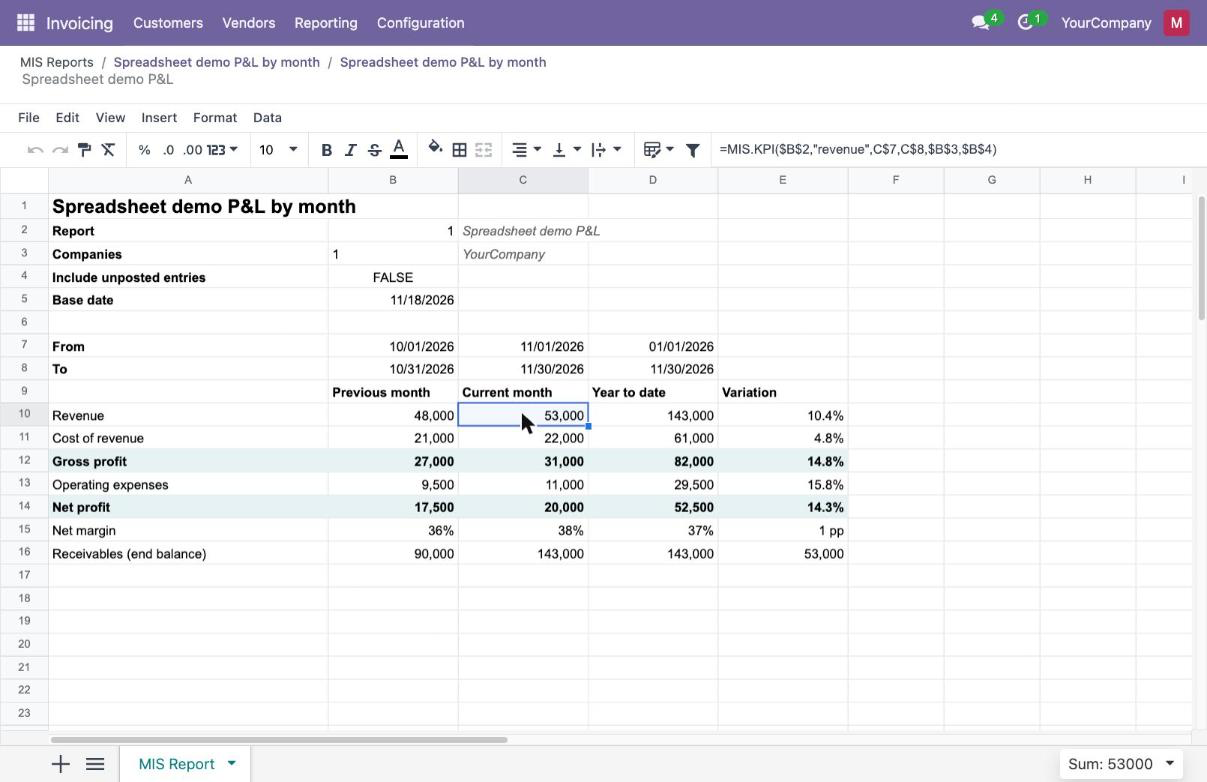 Invoicing Customers Vendors Reporting Configuration 4 1 YourCompany M
MIS Reports / Spreadsheet demo P&L by month / Spreadsheet demo P&L by month
Spreadsheet demo P&L
File Edit View Insert Format Data
% .0 .00 123 10 B I S A =MIS.KPI($B$2,"revenue",C$7,C$8,$B$3,$B$4)
A B C D E F G H I
1 Spreadsheet demo P&L by month
2 Report 1 Spreadsheet demo P&L
3 Companies 1 YourCompany
4 Include unposted entries FALSE
5 Base date 11/18/2026
6
7 From 10/01/2026 11/01/2026 01/01/2026
8 To 10/31/2026 11/30/2026 11/30/2026
9 Previous month Current month Year to date Variation
10 Revenue 48,000 53,000 143,000 10.4%
11 Cost of revenue 21,000 22,000 61,000 4.8%
12 Gross profit 27,000 31,000 82,000 14.8%
13 Operating expenses 9,500 11,000 29,500 15.8%
14 Net profit 17,500 20,000 52,500 14.3%
15 Net margin 36% 38% 37% 1 pp
16 Receivables (end balance) 90,000 143,000 143,000 53,000
17
18
19
20
21
22
23
MIS Report Sum: 53000